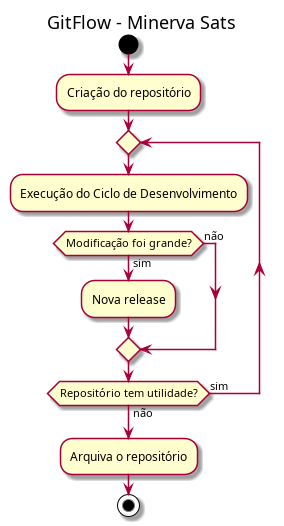 GitFlow - Minerva Sats
Criação do repositório
Execução do Ciclo de Desenvolvimento
Modificação foi grande?
não
sim
Nova release
Repositório tem utilidade?
sim
não
Arquiva o repositório